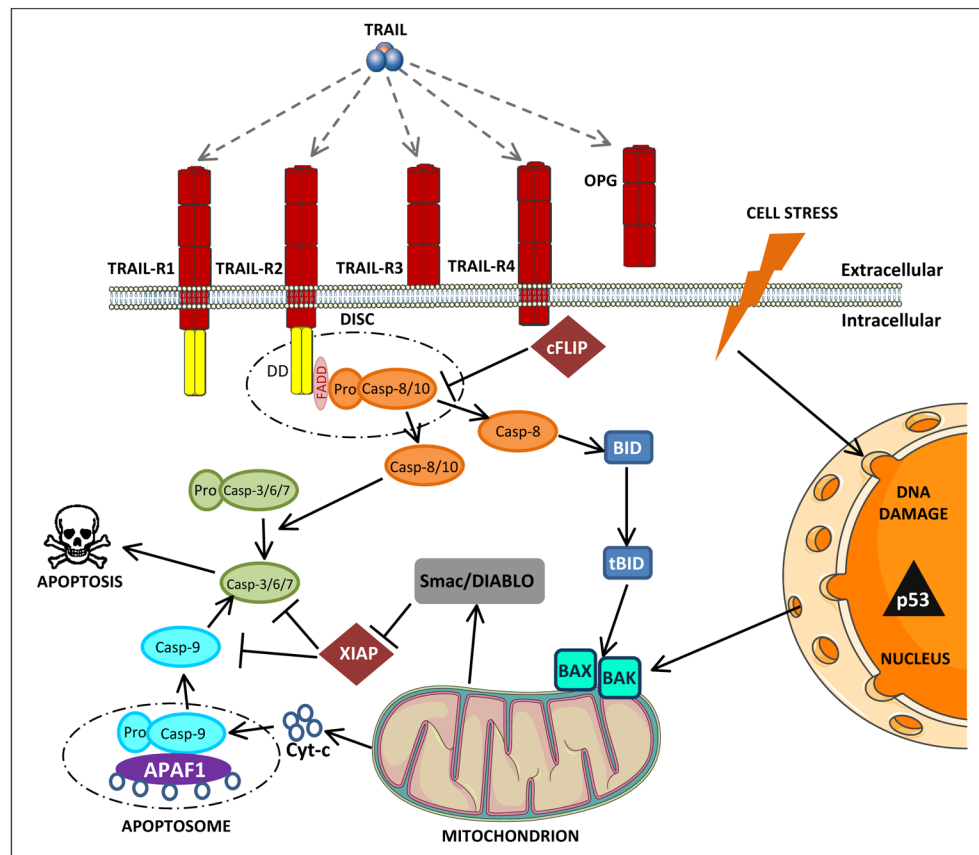 TRAIL
OPG
CELL STRESS
TRAIL-R1
TRAIL-R2
TRAIL-R3
TRAIL-R4
Extracellular
Intracellular
DISC
cFLIP
DD
FADD
Pro
Casp-8/10
Casp-8
BID
Casp-8/10
Pro
Casp-3/6/7
DNA
DAMAGE
APOPTOSIS
Casp-3/6/7
Smac/DIABLO
tBID
p53
Casp-9
XIAP
BAX
BAK
NUCLEUS
Pro
Casp-9
Cyt-c
APAF1
APOPTOSOME
MITOCHONDRION